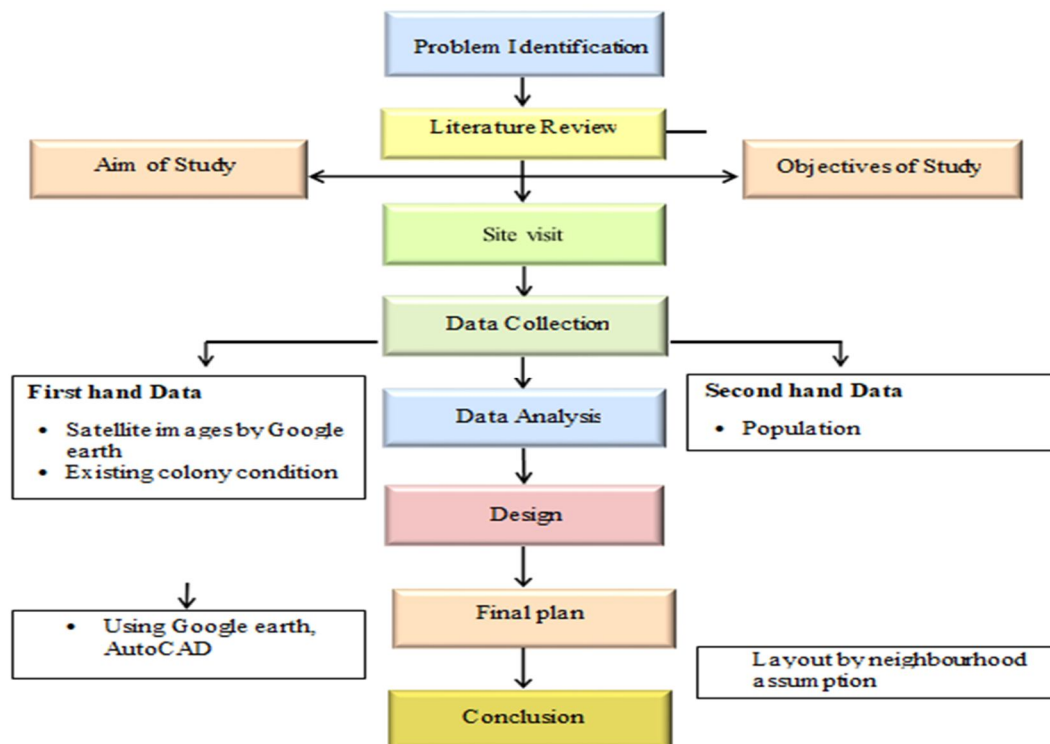 Problem Identification
Literature Review
Aim of Study
Objectives of Study
Site visit
Data Collection
First hand Data
• Satellite images by Google
earth
• Existing colony condition
Second hand Data
• Population
Data Analysis
Design
• Using Google earth,
AutoCAD
Final plan
Layout by neighbourhood
assumption
Conclusion